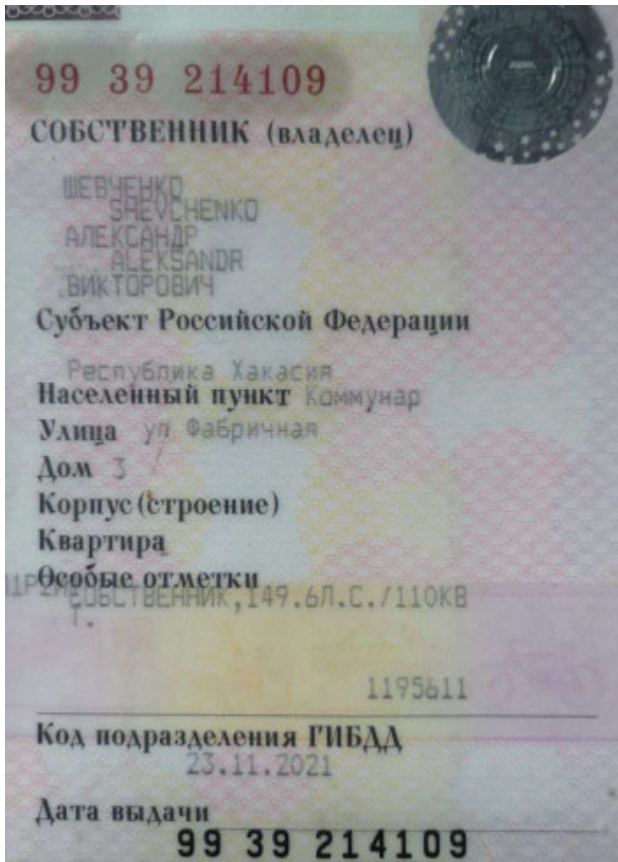 99 39 214109
СОБСТВЕННИК (владелец)
ШЕВЧЕНКО
SHEVCHENKO
АЛЕКСАНДР
ALEKSANDR
ВИКТОРОВИЧ
Субъект Российской Федерации
Республика Хакасия
Населенный пункт Коммунар
Улица ул Фабричная
Дом 3
Корпус (строение)
Квартира
Особые отметки
СОБСТВЕННИК,149.6Л.С./110КВ
Т.
1195611
Код подразделения ГИБДД
23.11.2021
Дата выдачи
99 39 214109